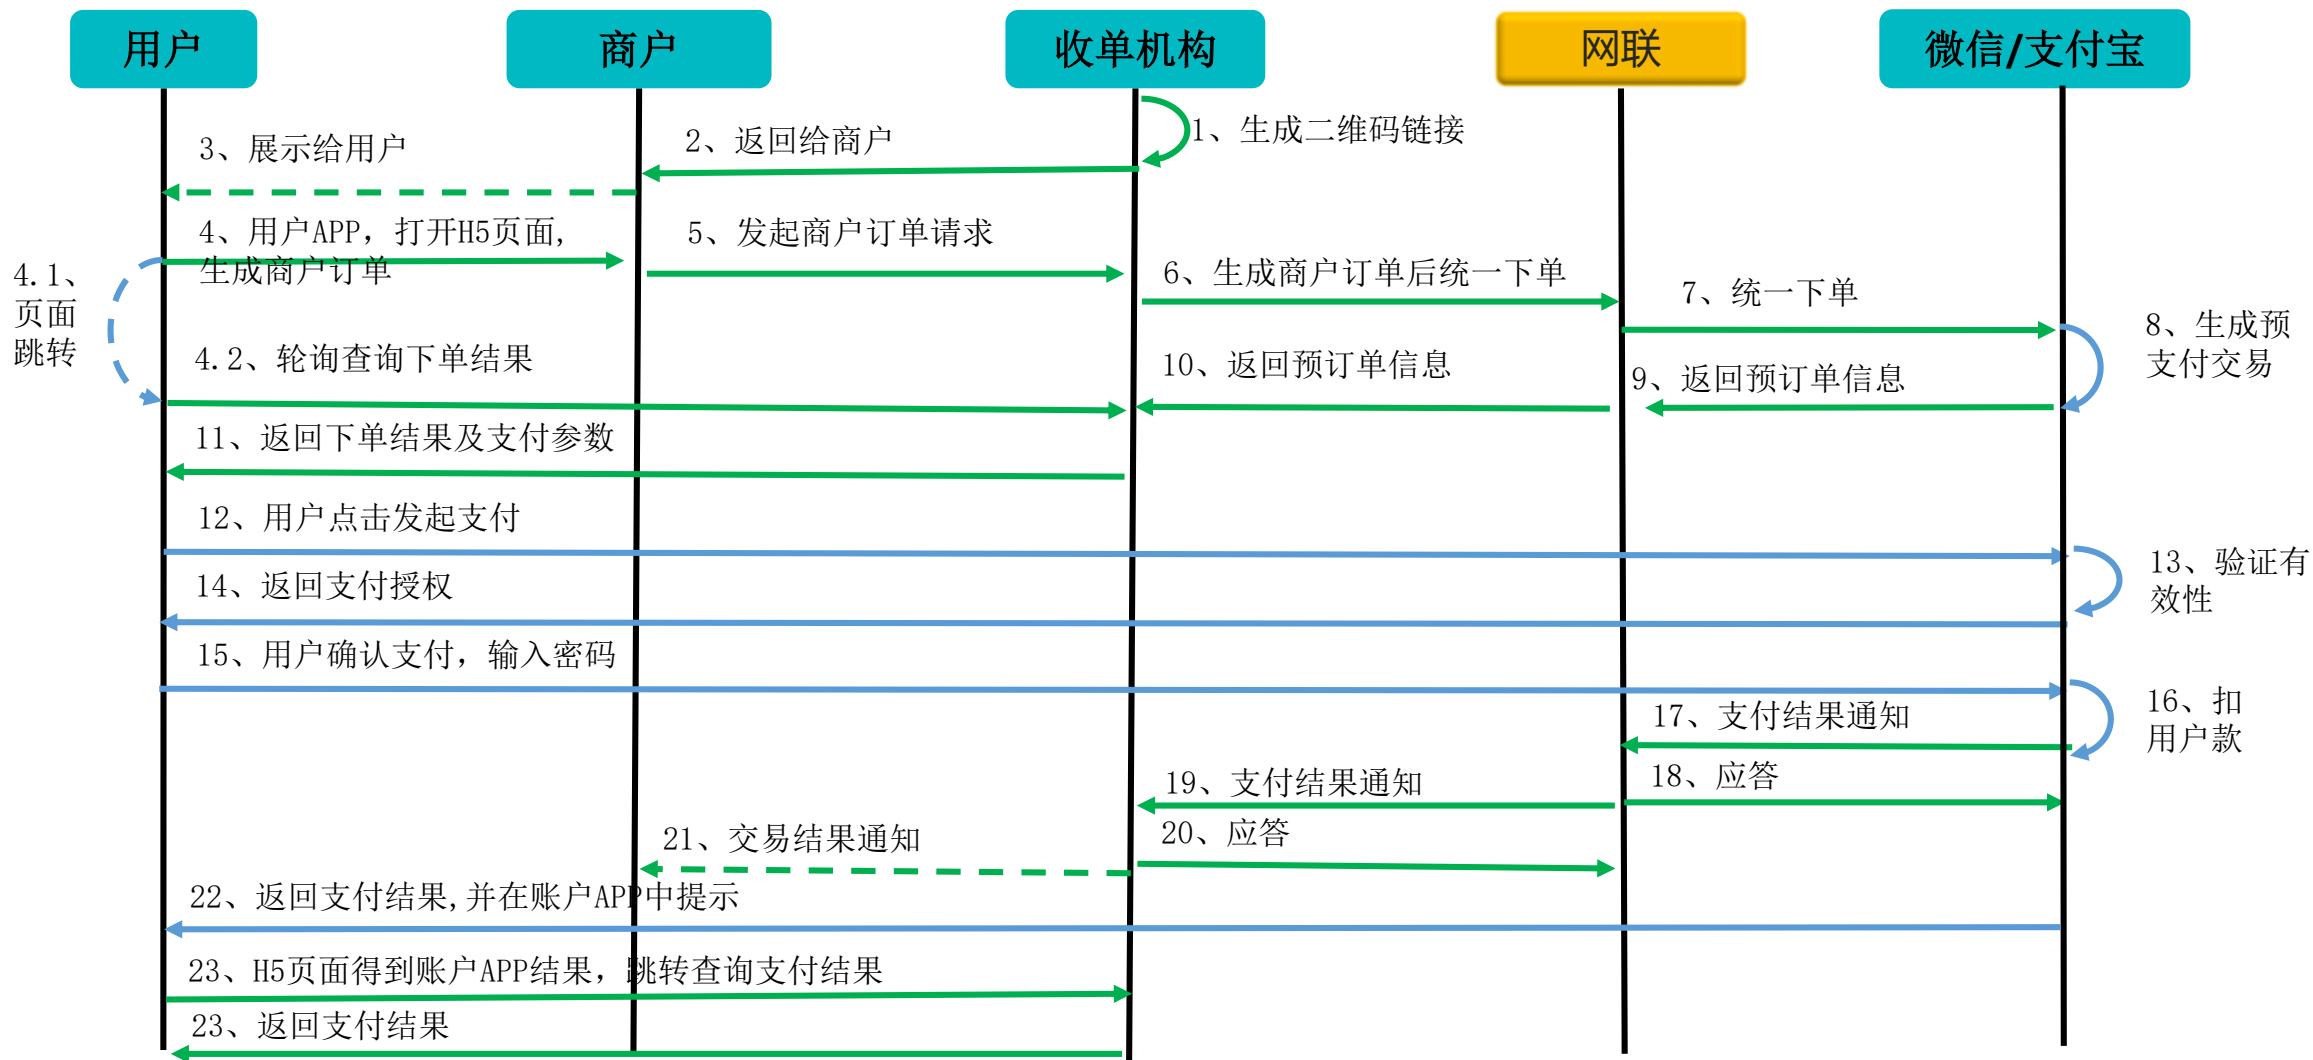 用户
商户
收单机构
网联
微信/支付宝
1、生成二维码链接
2、返回给商户
3、展示给用户
4、用户APP，打开H5页面，
生成商户订单
5、发起商户订单请求
4.1、
页面
跳转
6、生成商户订单后统一下单
7、统一下单
8、生成预
支付交易
4.2、轮询查询下单结果
10、返回预订单信息
9、返回预订单信息
11、返回下单结果及支付参数
12、用户点击发起支付
13、验证有
效性
14、返回支付授权
15、用户确认支付，输入密码
16、扣
用户款
17、支付结果通知
18、应答
19、支付结果通知
20、应答
21、交易结果通知
22、返回支付结果,并在账户APP中提示
23、H5页面得到账户APP结果，跳转查询支付结果
23、返回支付结果